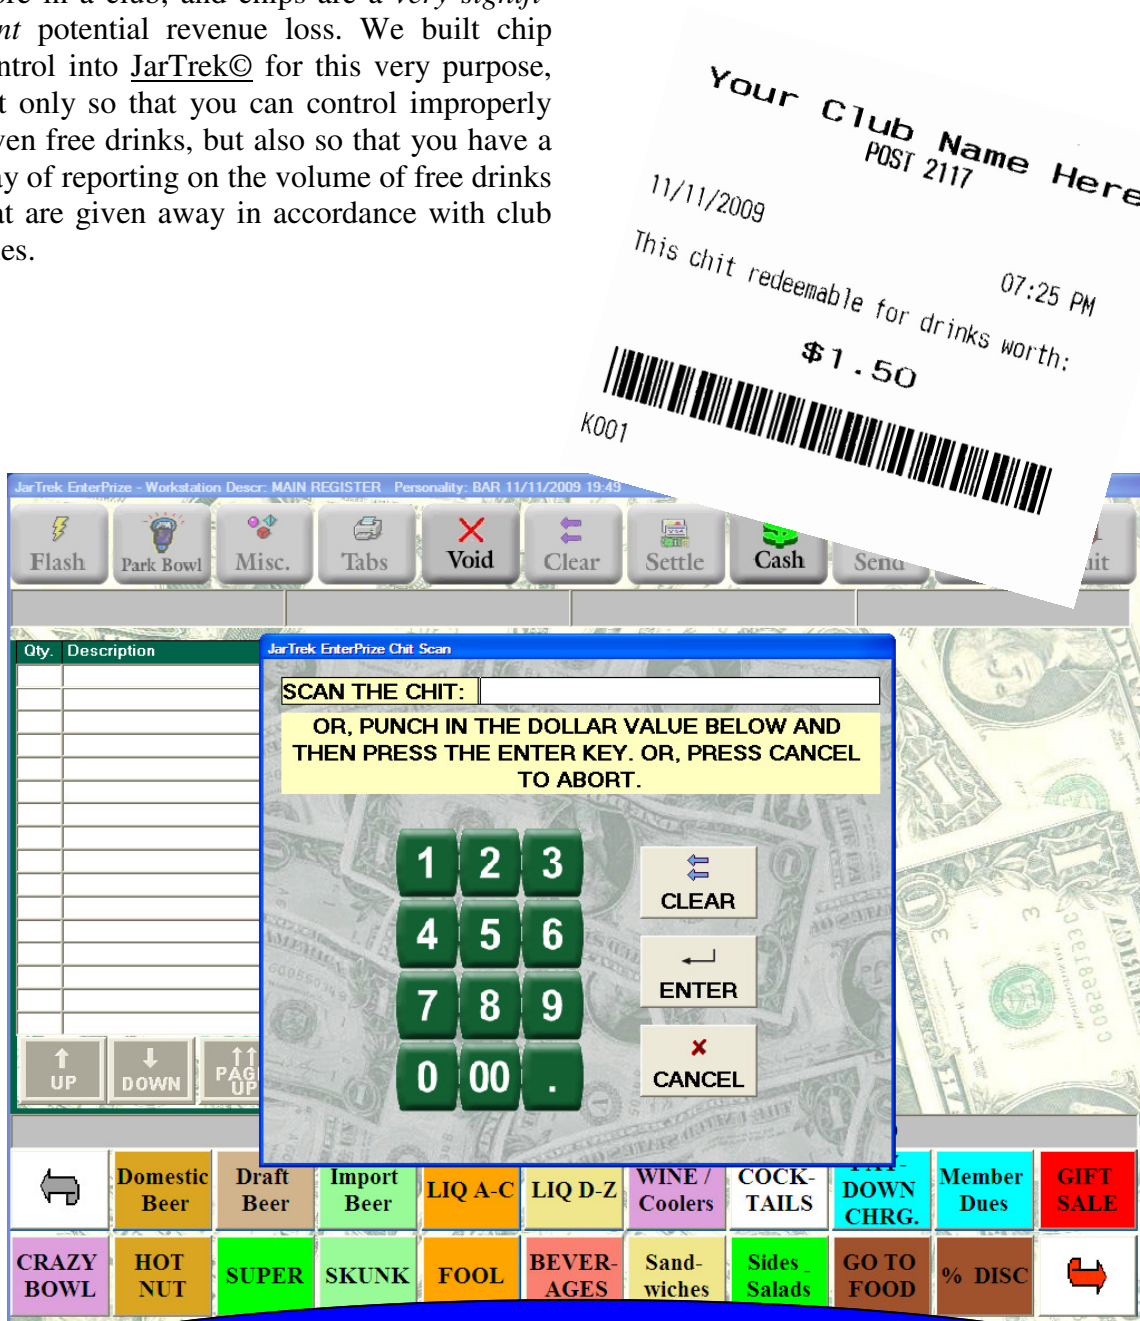 nt potential revenue loss. We built chip
ntrol into JarTrek© for this very purpose,
t only so that you can control improperly
ven free drinks, but also so that you have a
ay of reporting on the volume of free drinks
at are given away in accordance with club
es.
Your Club Name Here
POST 2117
11/11/2009
07:25 PM
This chit redeemable for drinks worth:
$1.50
K001
JarTrek EnterPrize - Workstation Descr: MAIN REGISTER Personality: BAR 11/11/2009 19:49
Flash
Park Bowl
Misc.
Tabs
Void
Clear
Settle
Cash
Send
uit
Qty. Description
JarTrek EnterPrize Chit Scan
SCAN THE CHIT:
OR, PUNCH IN THE DOLLAR VALUE BELOW AND
THEN PRESS THE ENTER KEY. OR, PRESS CANCEL
TO ABORT.
1 2 3
4 5 6
7 8 9
0 00 .
CLEAR
ENTER
CANCEL
UP
DOWN
PAG
UP
Domestic
Beer
Draft
Beer
Import
Beer
LIQ A-C
LIQ D-Z
WINE /
Coolers
COCK-
TAILS
PAY-
DOWN
CHRG.
Member
Dues
GIFT
SALE
CRAZY
BOWL
HOT
NUT
SUPER
SKUNK
FOOL
BEVER-
AGES
Sand-
wiches
Sides
Salads
GO TO
FOOD
% DISC